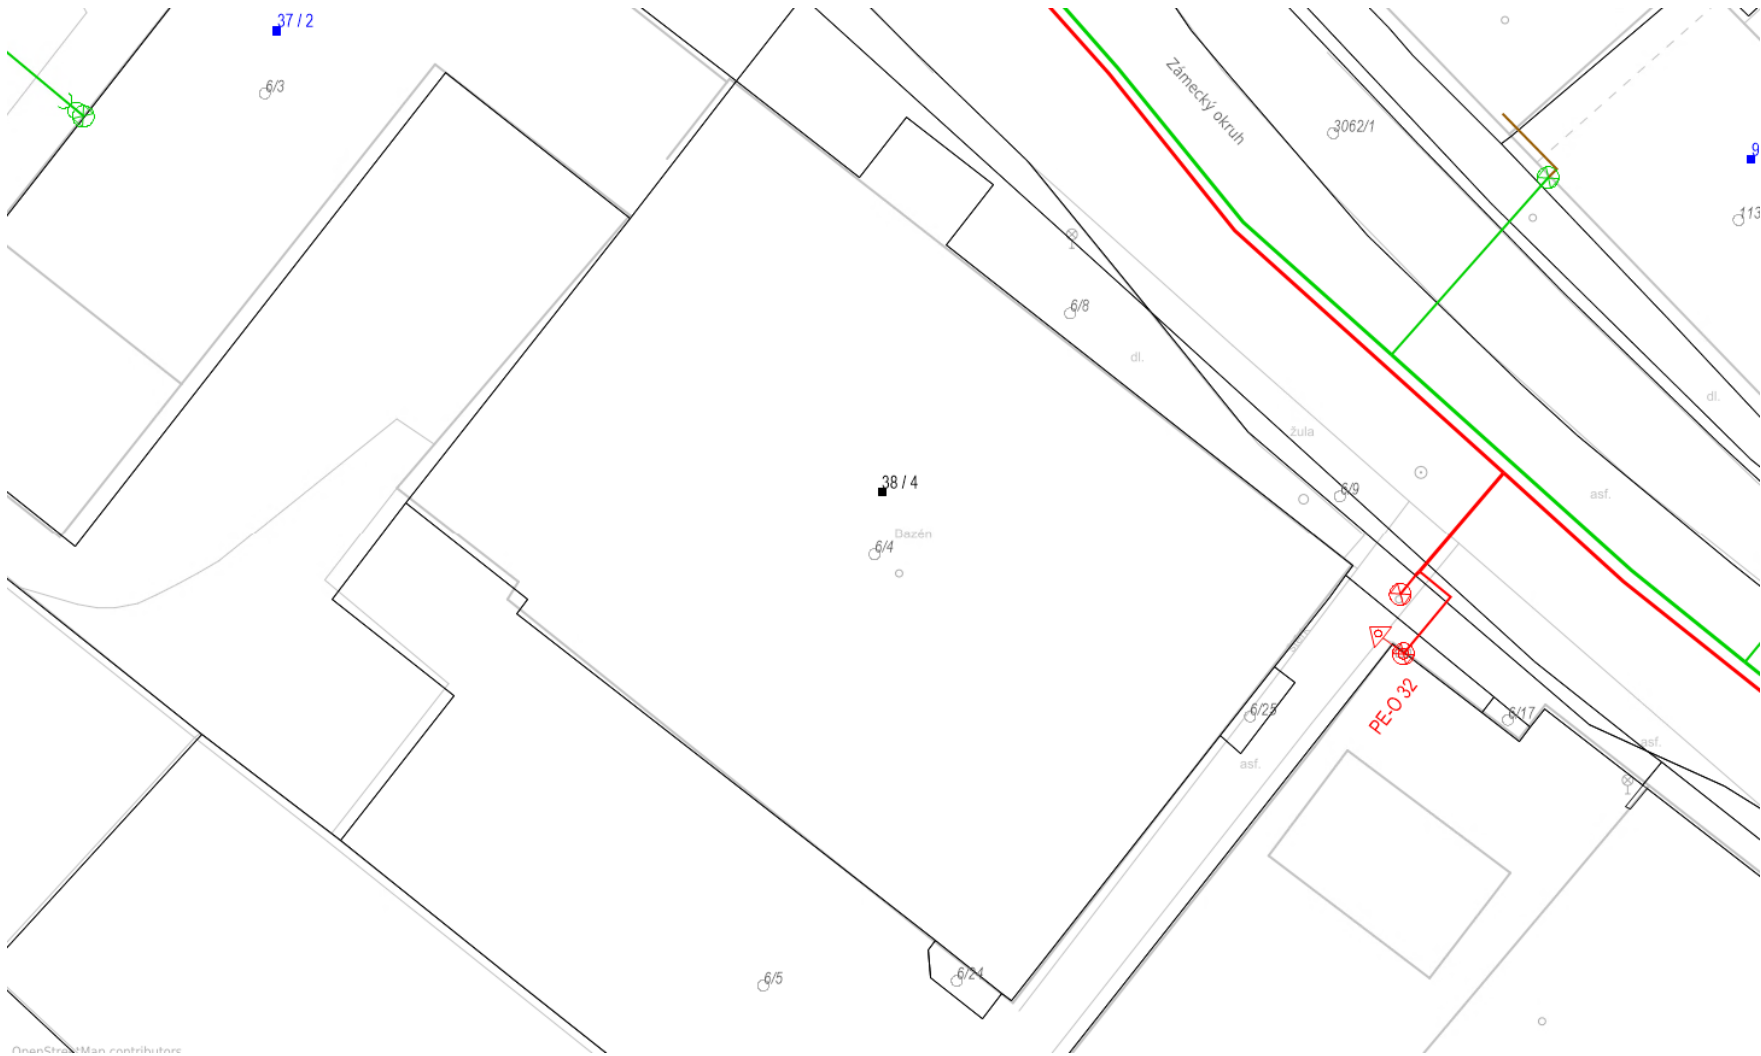 37 / 2
6/3
Zámecký okruh
3062/1
9
113
6/8
dl.
dl.
žula
38 / 4
6/9
asf.
Dazén
6/4
PE-O 32
6/25
6/17
asf.
asf.
6/5
6/24
OpenStreetMap contributors